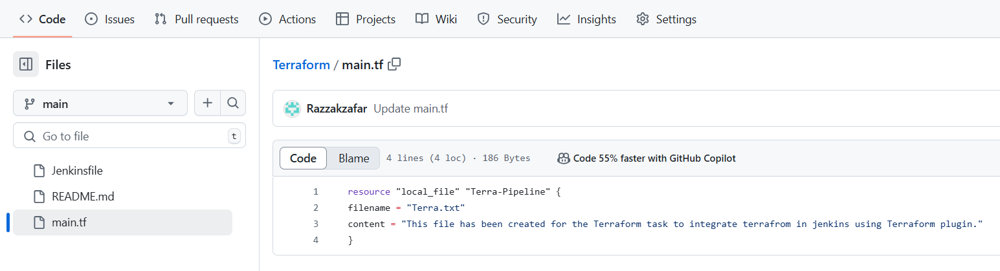 Code Issues Pull requests Actions Projects Wiki Security Insights Settings
Files
main
Go to file t
Jenkinsfile
README.md
main.tf
Terraform / main.tf
Razzakzafar Update main.tf
Code Blame 4 lines (4 loc) · 186 Bytes Code 55% faster with GitHub Copilot
1 resource "local_file" "Terra-Pipeline" {
2 filename = "Terra.txt"
3 content = "This file has been created for the Terraform task to integrate terrafrom in jenkins using Terraform plugin."
4 }